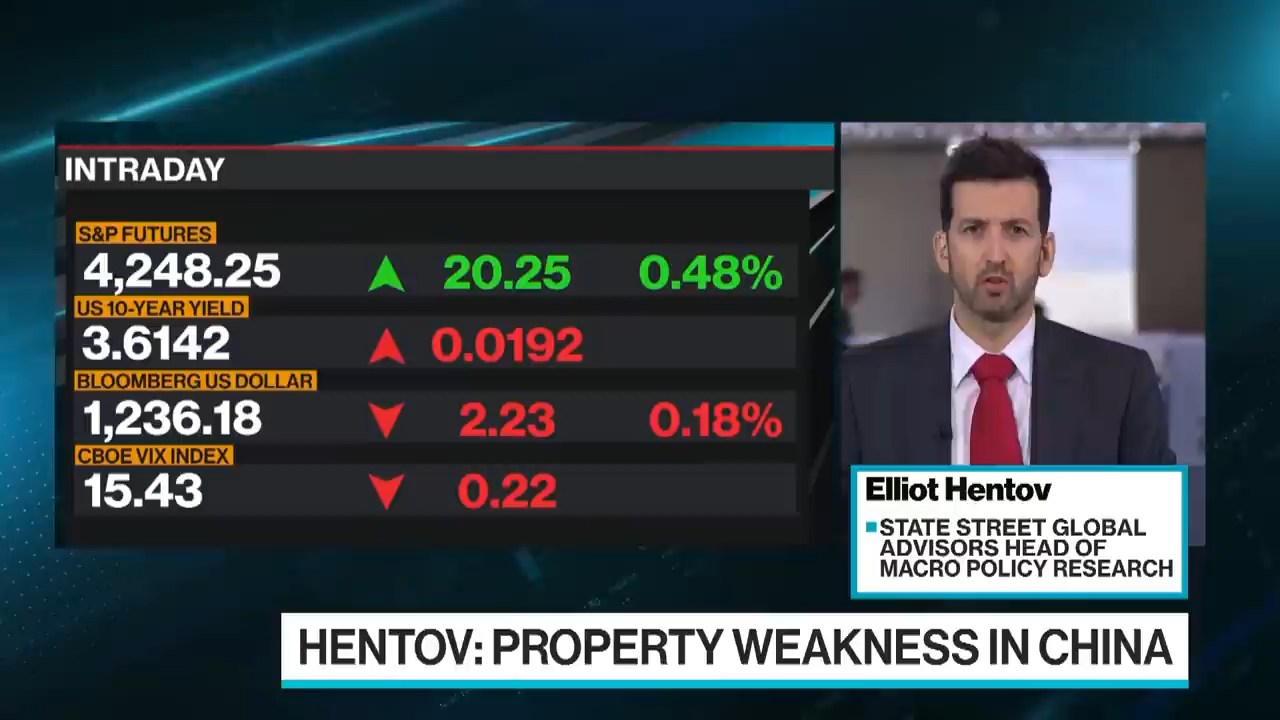 INTRADAY
S&P FUTURES
4,248.25 ▲ 20.25 0.48%
US 10-YEAR YIELD
3.6142 ▲ 0.0192
BLOOMBERG US DOLLAR
1,236.18 ▼ 2.23 0.18%
CBOE VIX INDEX
15.43 ▼ 0.22
Elliot Hentov
STATE STREET GLOBAL
ADVISORS HEAD OF
MACRO POLICY RESEARCH
HENTOV: PROPERTY WEAKNESS IN CHINA